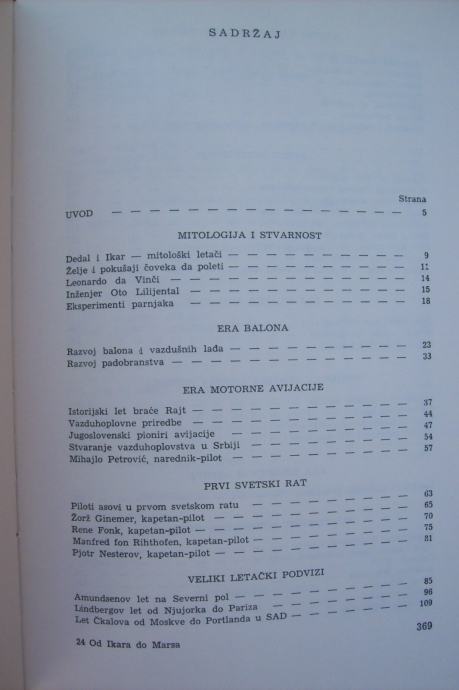 SADRŽAJ
Strana
UVOD — — — — — — — — — — — — — — — 5
MITOLOGIJA I STVARNOST
Dedal i Ikar — mitološki letači — — — — — — — — — 9
Želje i pokušaji čoveka da poleti — — — — — — — — — 11
Leonardo da Vinči — — — — — — — — — — — — 14
Inženjer Oto Lilijental — — — — — — — — — — — 15
Eksperimenti parnjaka — — — — — — — — — — — 18
ERA BALONA
Razvoj balona i vazdušnih lađa — — — — — — — — — 23
Razvoj padobranstva — — — — — — — — — — — — 33
ERA MOTORNE AVIJACIJE
Istorijski let braće Rajt — — — — — — — — — — — 37
Vazduhoplovne priredbe — — — — — — — — — — 44
Jugoslovenski pioniri avijacije — — — — — — — — — 47
Stvaranje vazduhoplovstva u Srbiji — — — — — — — — 54
Mihajlo Petrović, narednik-pilot — — — — — — — — — 57
PRVI SVETSKI RAT
Piloti asovi u prvom svetskom ratu — — — — — — — — 63
Žorž Ginemer, kapetan-pilot — — — — — — — — — — 65
Rene Fonk, kapetan-pilot — — — — — — — — — — 70
Manfred fon Rihthofen, kapetan-pilot — — — — — — — — 75
Pjotr Nesterov, kapetan-pilot — — — — — — — — — — 81
VELIKI LETAČKI PODVIZI
Amundsenov let na Severni pol — — — — — — — — — 85
Lindbergov let od Njujorka do Pariza — — — — — — — 96
Let Čkalova od Moskve do Portlanda u SAD — — — — — — 109
369
24 Od Ikara do Marsa